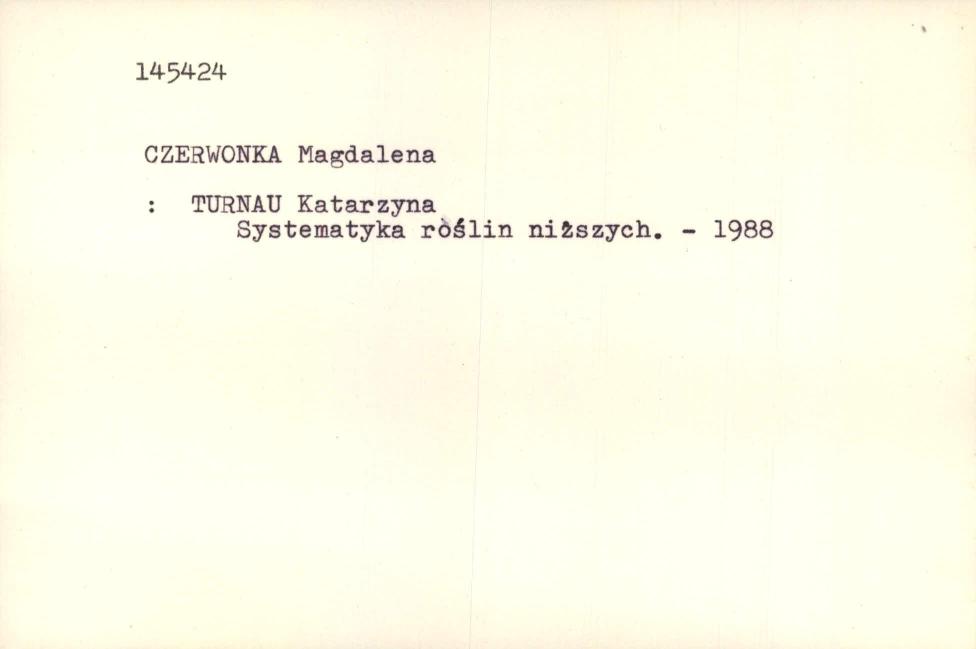 145424
CZERWONKA Magdalena
: TURNAU Katarzyna
Systematyka roślin niższych. - 1988